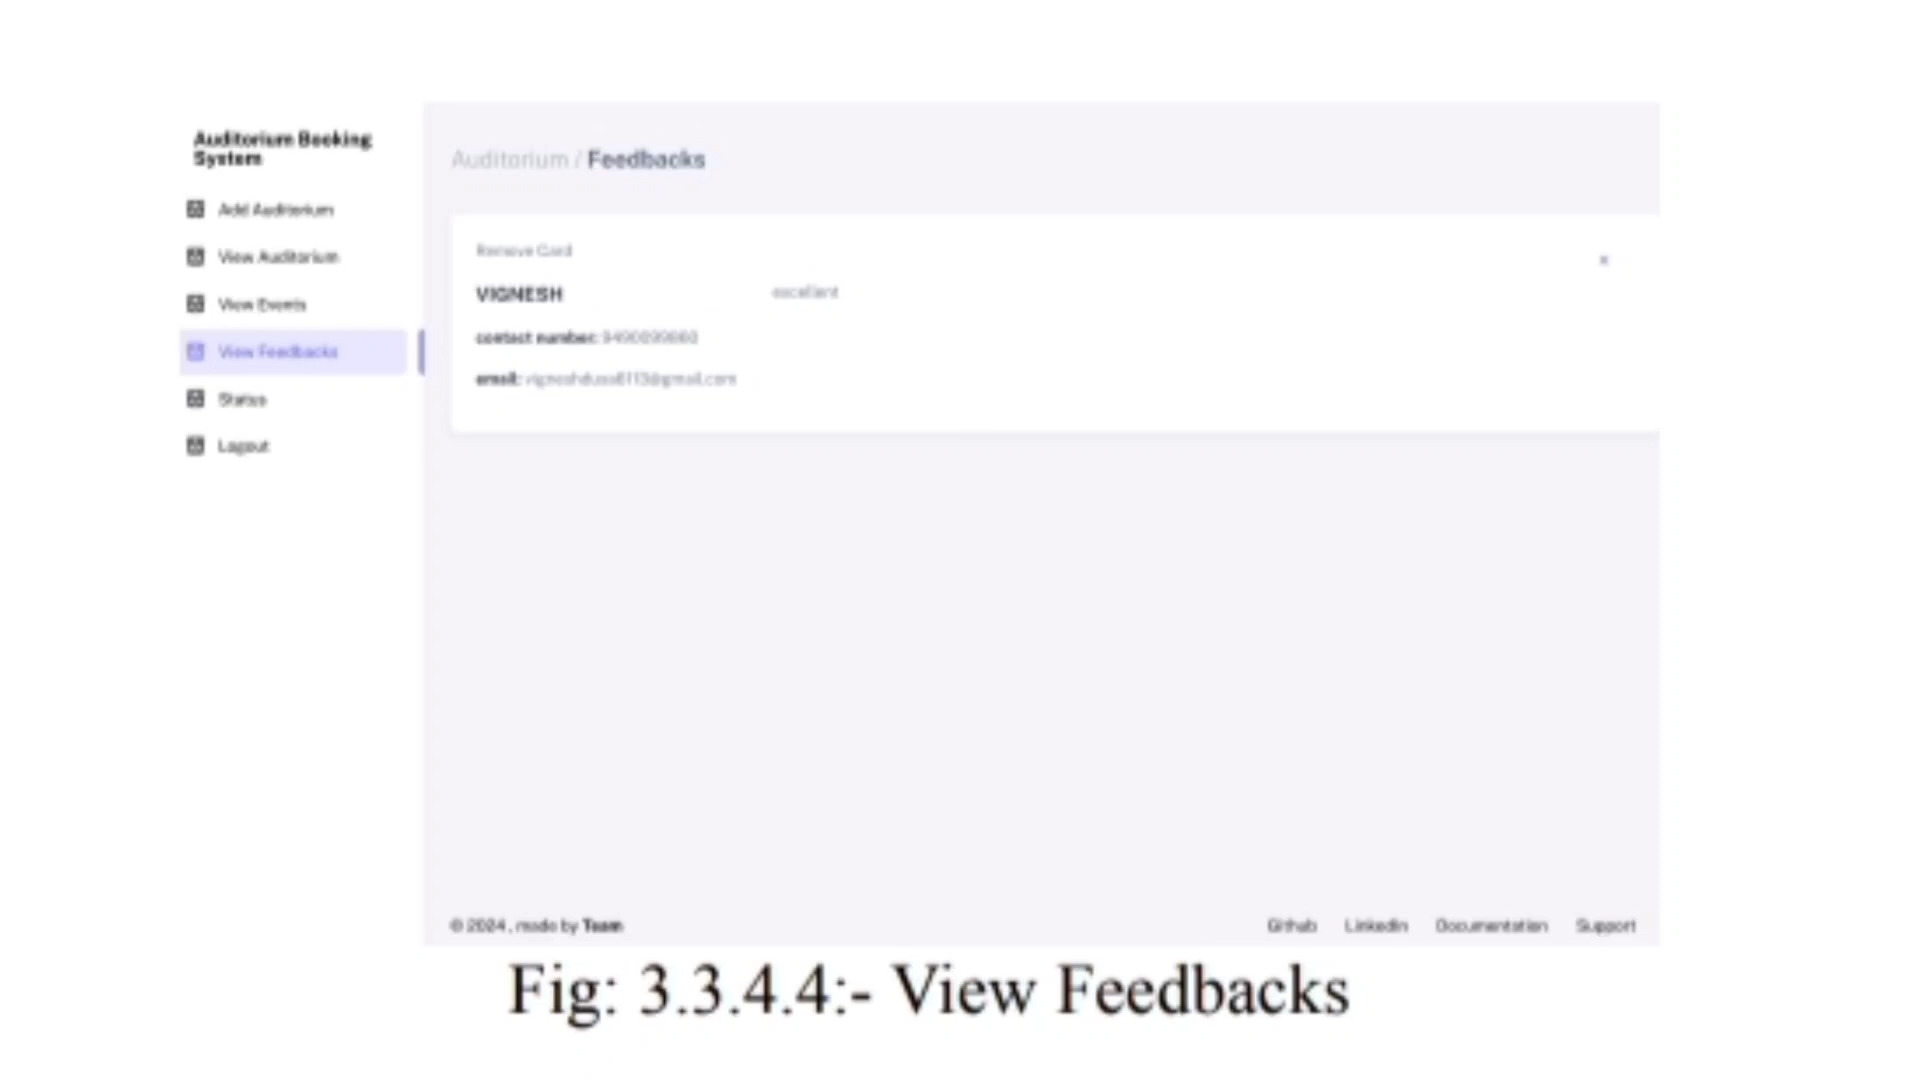 Auditorium Booking
System
Add Auditorium
View Auditorium
View Events
View Feedbacks
Status
Logout
Auditorium / Feedbacks
Remove Card
x
VIGNESH
excellent
contact number:
email:
© 2024, made by Team
Github LinkedIn Documentation Support
Fig: 3.3.4.4:- View Feedbacks